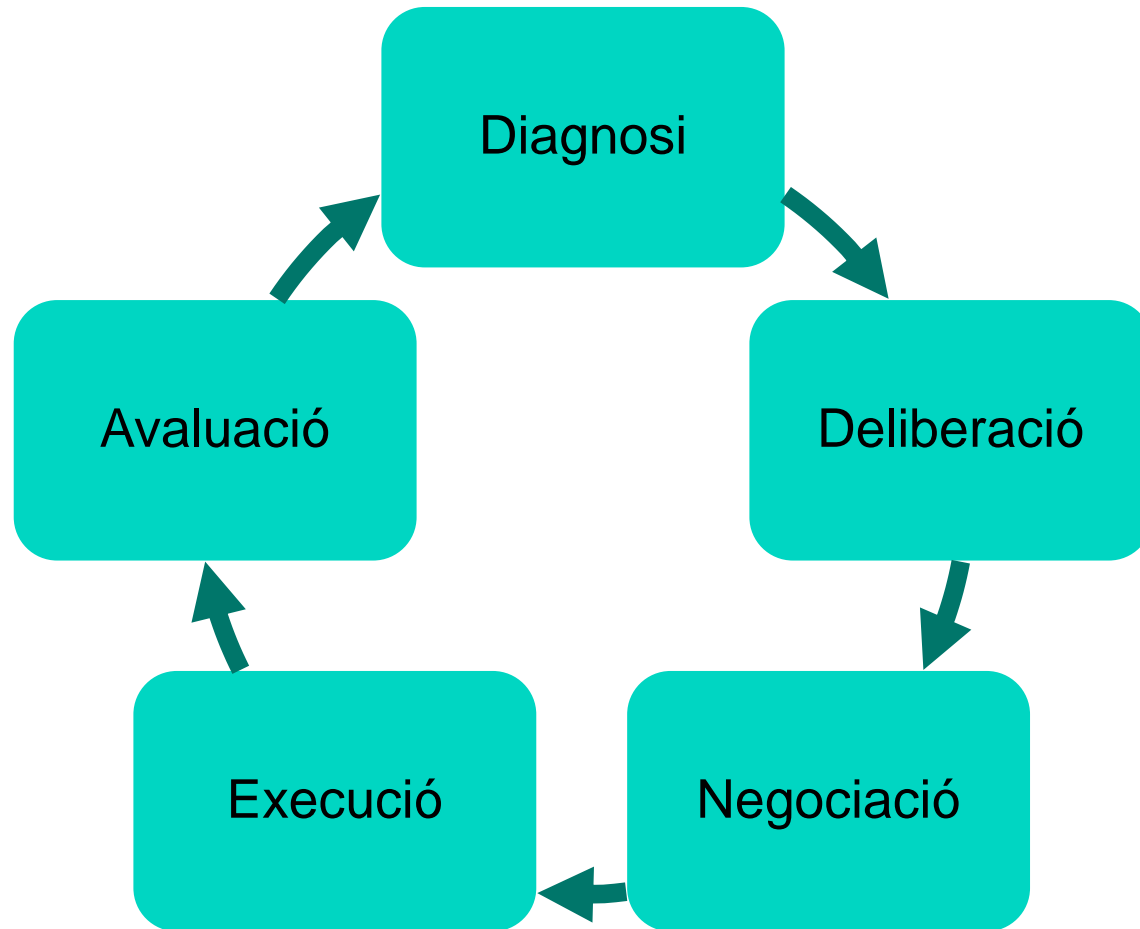 Diagnosi
Deliberació
Negociació
Execució
Avaluació